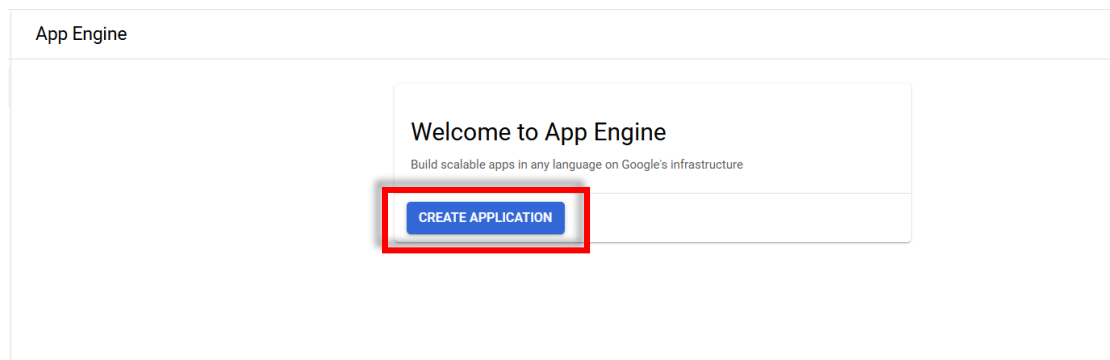 App Engine
Welcome to App Engine
Build scalable apps in any language on Google's infrastructure
CREATE APPLICATION